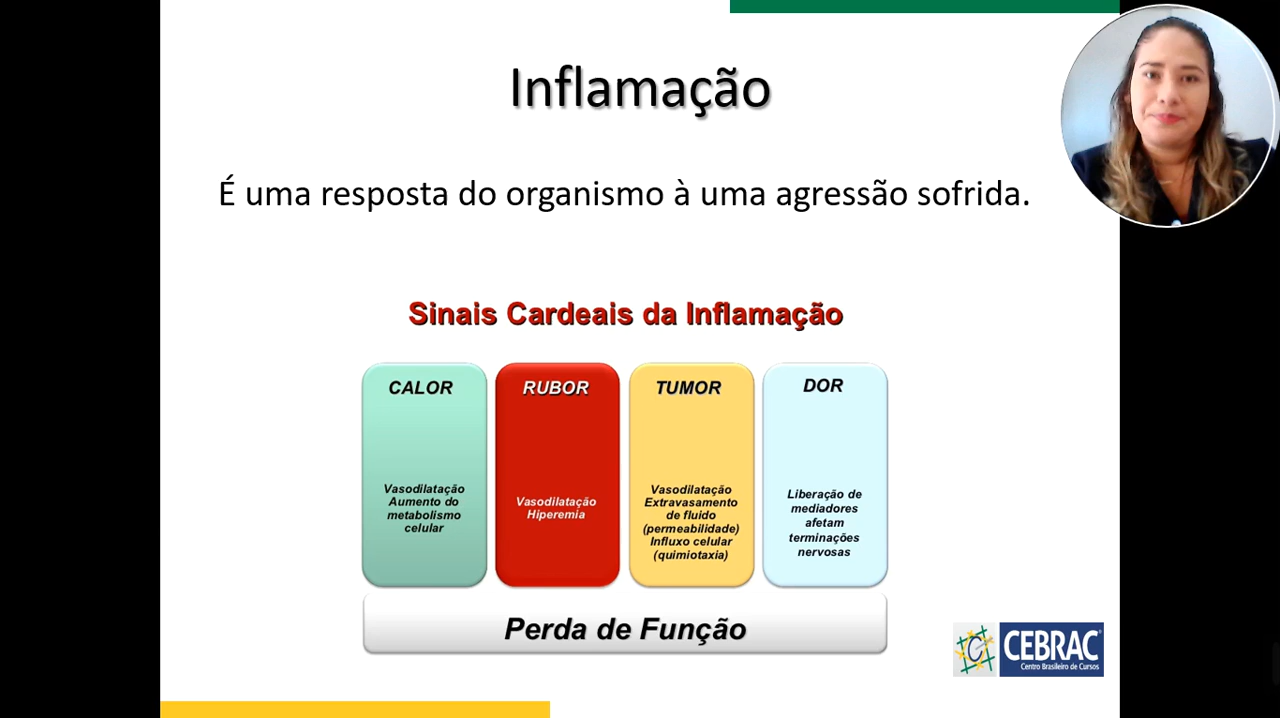 Inflamação
É uma resposta do organismo à uma agressão sofrida.
Sinais Cardeais da Inflamação
CALOR
Vasodilatação
Aumento do
metabolismo
celular
RUBOR
Vasodilatação
Hiperemia
TUMOR
Vasodilatação
Extravasamento
de fluido
(permeabilidade)
Influxo celular
(quimiotaxia)
DOR
Liberação de
mediadores
afetam
terminações
nervosas
Perda de Função
CEBRAC
Centro Brasileiro de Cursos